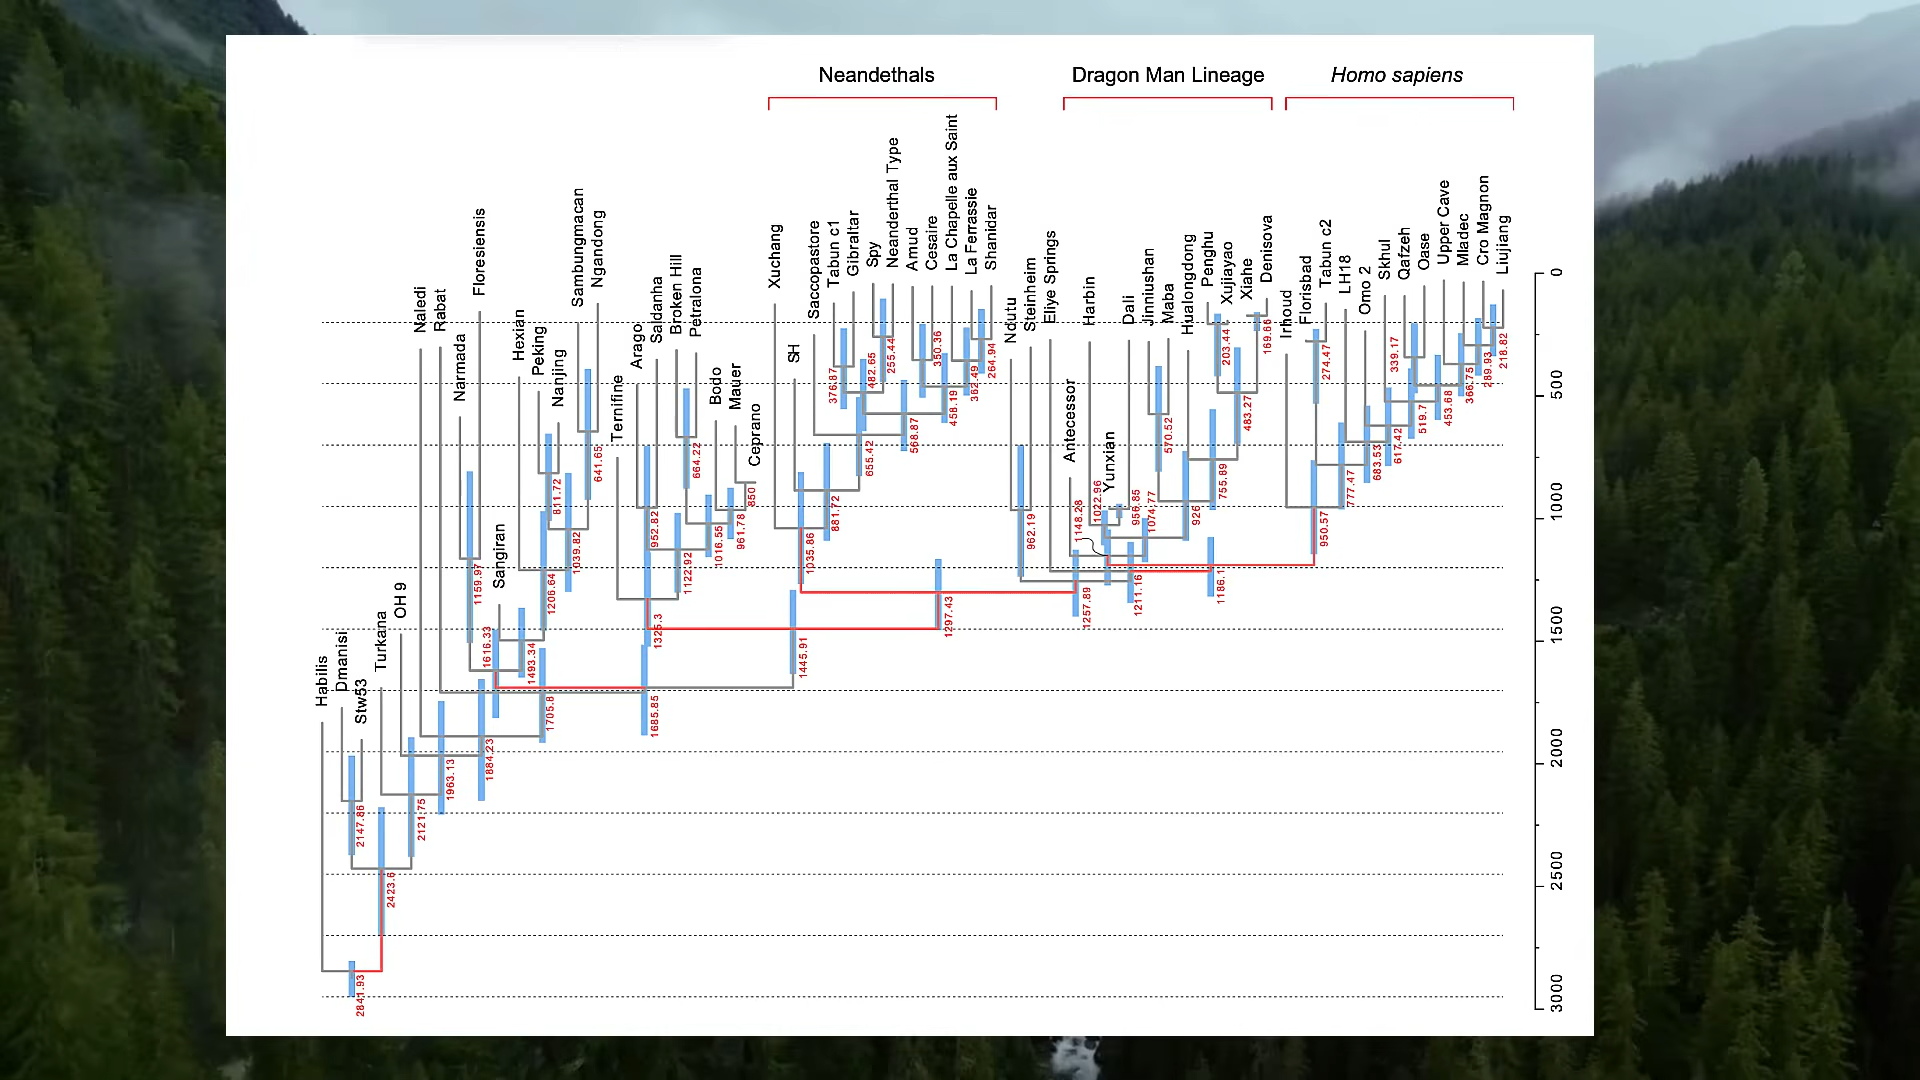 Neandethals
Dragon Man Lineage
Homo sapiens
Habilis
Dmanisi
Stw53
Turkana
OH 9
Naledi
Rabat
Narmada
Floresiensis
Sangiran
Hexian
Peking
Nanjing
Sambungmacan
Ngandong
Ternifine
Arago
Saldanha
Broken Hill
Petralona
Bodo
Mauer
Ceprano
Xuchang
SH
Saccopastore
Tabun c1
Gibraltar
Spy
Neanderthal Type
Amud
Cesaire
La Chapelle aux Saint
La Ferrassie
Shanidar
Ndutu
Steinheim
Eliye Springs
Antecessor
Harbin
Yunxian
Dali
Jinniushan
Maba
Hualongdong
Penghu
Xujiayao
Xiahe
Denisova
Irhoud
Florisbad
Tabun c2
LH18
Omo 2
Skhul
Qafzeh
Oase
Upper Cave
Mladec
Cro Magnon
Liujiang
2841.93
2147.86
2423.6
2121.75
1963.13
1884.23
1159.97
1616.33
1493.34
1705.8
1206.64
811.72
1039.82
641.65
1685.85
1325.3
952.82
1122.92
664.22
1016.55
961.78
850
1445.91
1035.86
881.72
376.87
655.42
482.65
255.44
568.87
350.36
458.19
362.49
264.94
1297.43
962.19
1257.89
1148.28
1022.96
956.85
1074.77
1211.16
570.52
926
755.89
203.44
483.27
169.66
1186.1
950.57
274.47
777.47
683.53
617.42
339.17
519.7
453.68
366.75
289.93
218.82
0
500
1000
1500
2000
2500
3000